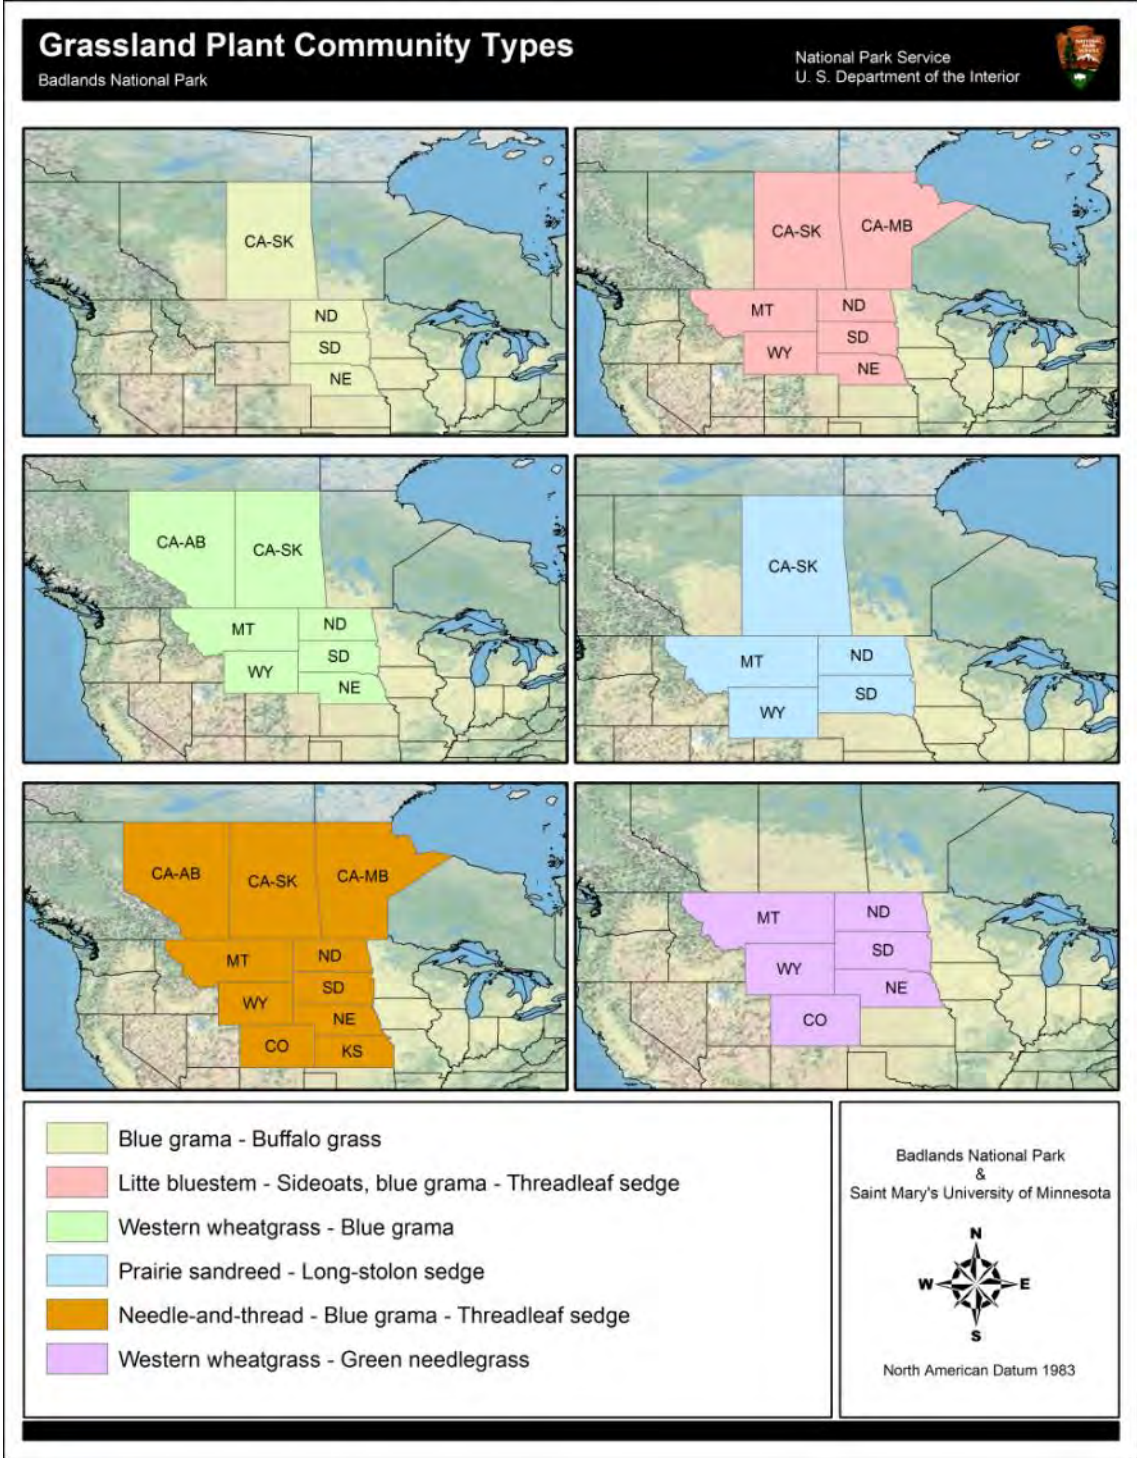 Grassland Plant Community Types
Badlands National Park
National Park Service
U. S. Department of the Interior
CA-SK
ND
SD
NE
CA-SK
CA-MB
MT
ND
SD
WY
NE
CA-AB
CA-SK
MT
ND
SD
WY
NE
CA-SK
MT
ND
SD
WY
CA-AB
CA-SK
CA-MB
MT
ND
SD
WY
NE
CO
KS
MT
ND
SD
WY
NE
CO
Blue grama - Buffalo grass
Litte bluestem - Sideoats, blue grama - Threadleaf sedge
Western wheatgrass - Blue grama
Prairie sandreed - Long-stolon sedge
Needle-and-thread - Blue grama - Threadleaf sedge
Western wheatgrass - Green needlegrass
Badlands National Park
&
Saint Mary's University of Minnesota
N
W E
S
North American Datum 1983